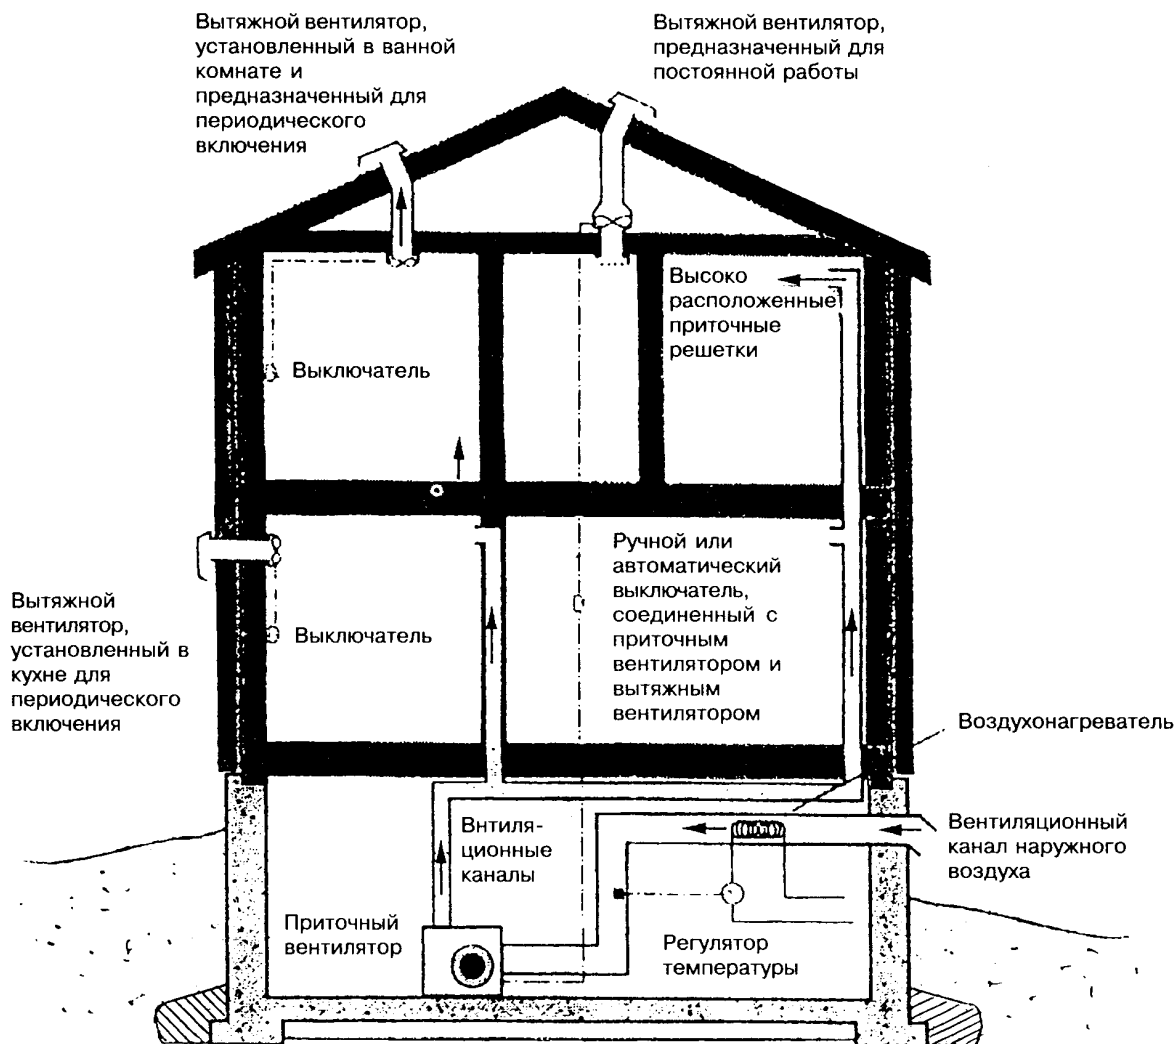 Вытяжной вентилятор,
установленный в ванной
комнате и
предназначенный для
периодического
включения
Вытяжной вентилятор,
предназначенный для
постоянной работы
Высоко
расположенные
приточные
решетки
Выключатель
Ручной или
автоматический
выключатель,
соединенный с
приточным
вентилятором и
вытяжным
вентилятором
Вытяжной
вентилятор,
установленный в
кухне для
периодического
включения
Выключатель
Воздухонагреватель
Внтиля-
ционные
каналы
Вентиляционный
канал наружного
воздуха
Приточный
вентилятор
Регулятор
температуры